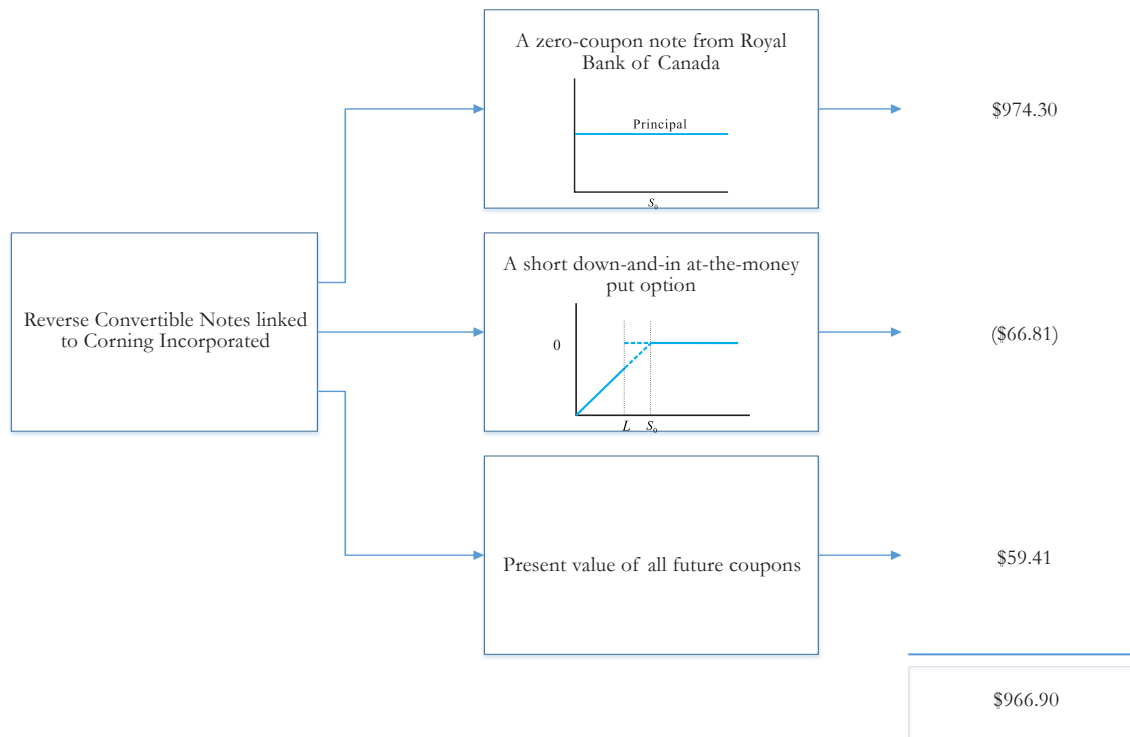 A zero-coupon note from Royal
Bank of Canada
Principal
S₀
$974.30
Reverse Convertible Notes linked
to Corning Incorporated
A short down-and-in at-the-money
put option
0
L S₀
($66.81)
Present value of all future coupons
$59.41
$966.90